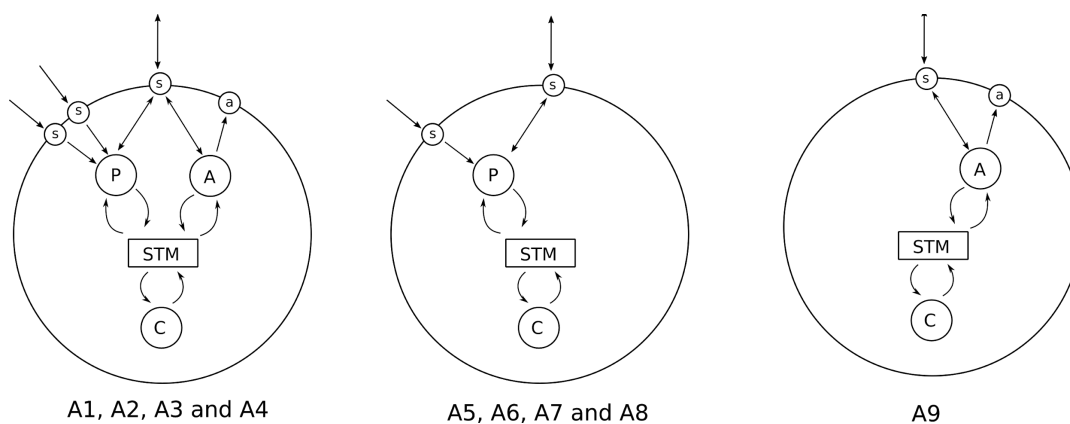 s
s
s
a
P
A
STM
C
A1, A2, A3 and A4
s
s
P
STM
C
A5, A6, A7 and A8
s
a
A
STM
C
A9